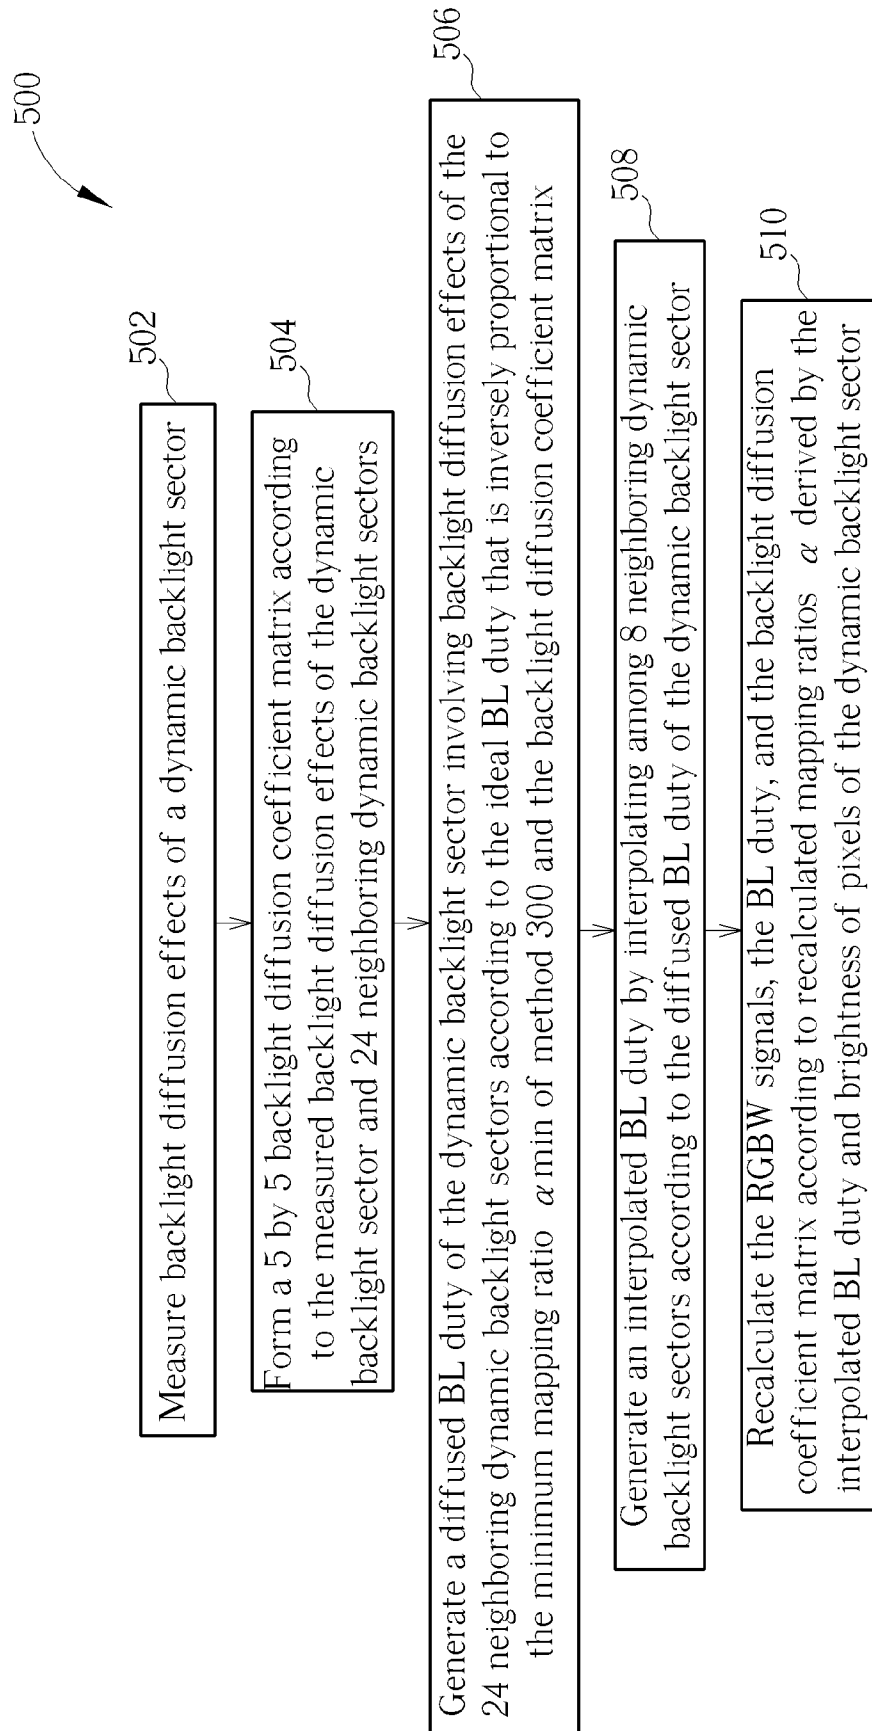 500
502
Measure backlight diffusion effects of a dynamic backlight sector
504
Form a 5 by 5 backlight diffusion coefficient matrix according
to the measured backlight diffusion effects of the dynamic
backlight sector and 24 neighboring dynamic backlight sectors
506
Generate a diffused BL duty of the dynamic backlight sector involving backlight diffusion effects of the
24 neighboring dynamic backlight sectors according to the ideal BL duty that is inversely proportional to
the minimum mapping ratio α min of method 300 and the backlight diffusion coefficient matrix
508
Generate an interpolated BL duty by interpolating among 8 neighboring dynamic
backlight sectors according to the diffused BL duty of the dynamic backlight sector
510
Recalculate the RGBW signals, the BL duty, and the backlight diffusion
coefficient matrix according to recalculated mapping ratios α derived by the
interpolated BL duty and brightness of pixels of the dynamic backlight sector